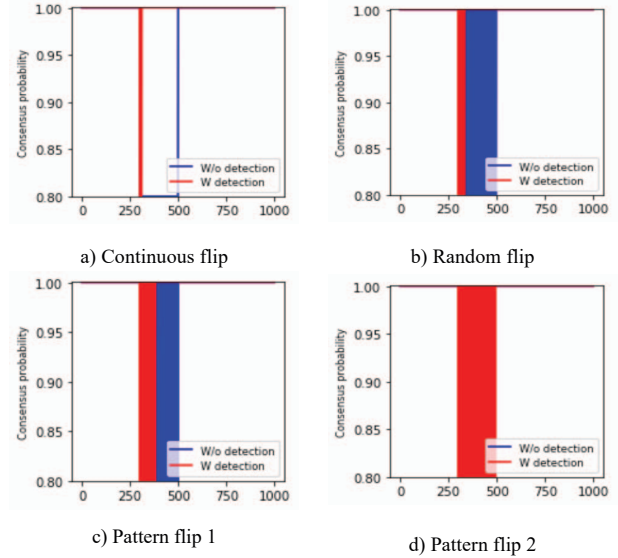 1.00
0.95
0.90
0.85
0.80
Consensus probability
W/o detection
W detection
0 250 500 750 1000
a) Continuous flip
1.00
0.95
0.90
0.85
0.80
Consensus probability
W/o detection
W detection
0 250 500 750 1000
b) Random flip
1.00
0.95
0.90
0.85
0.80
Consensus probability
W/o detection
W detection
0 250 500 750 1000
c) Pattern flip 1
1.00
0.95
0.90
0.85
0.80
Consensus probability
W/o detection
W detection
0 250 500 750 1000
d) Pattern flip 2